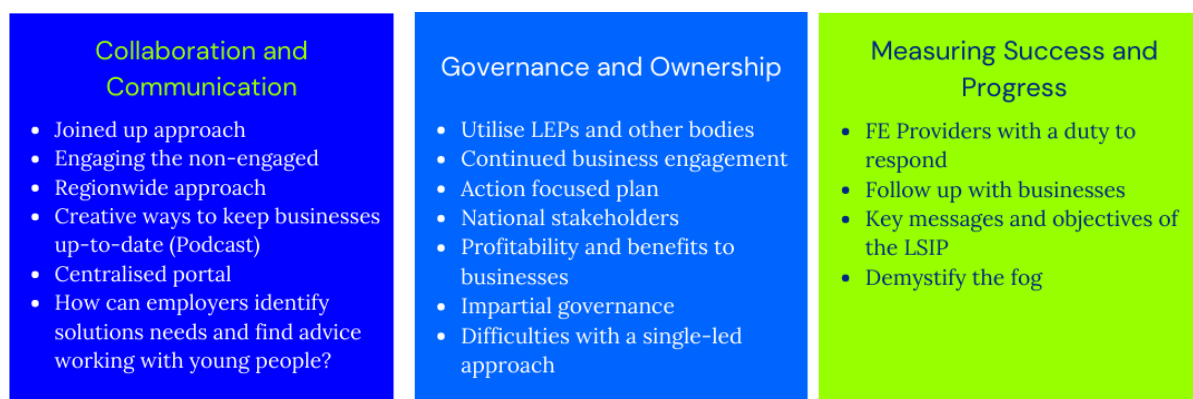 Collaboration and
Communication
• Joined up approach
• Engaging the non-engaged
• Regionwide approach
• Creative ways to keep businesses
up-to-date (Podcast)
• Centralised portal
• How can employers identify
solutions needs and find advice
working with young people?
Governance and Ownership
• Utilise LEPs and other bodies
• Continued business engagement
• Action focused plan
• National stakeholders
• Profitability and benefits to
businesses
• Impartial governance
• Difficulties with a single-led
approach
Measuring Success and
Progress
• FE Providers with a duty to
respond
• Follow up with businesses
• Key messages and objectives of
the LSIP
• Demystify the fog